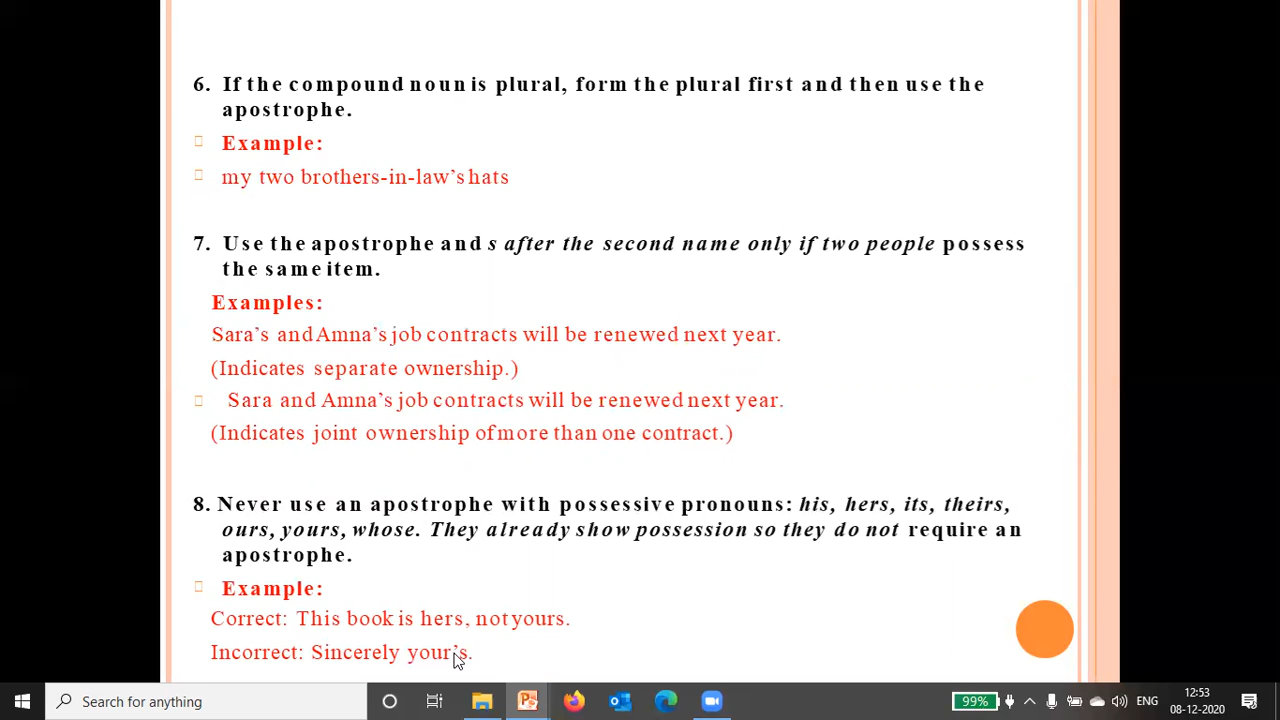 6. If the compound noun is plural, form the plural first and then use the
apostrophe.
Example:
my two brothers-in-law’s hats
7. Use the apostrophe and s after the second name only if two people possess
the same item.
Examples:
Sara’s and Amna’s job contracts will be renewed next year.
(Indicates separate ownership.)
Sara and Amna’s job contracts will be renewed next year.
(Indicates joint ownership of more than one contract.)
8. Never use an apostrophe with possessive pronouns: his, hers, its, theirs,
ours, yours, whose. They already show possession so they do not require an
apostrophe.
Example:
Correct: This book is hers, not yours.
Incorrect: Sincerely your’s.
Search for anything
99%
ENG
12:53
08-12-2020